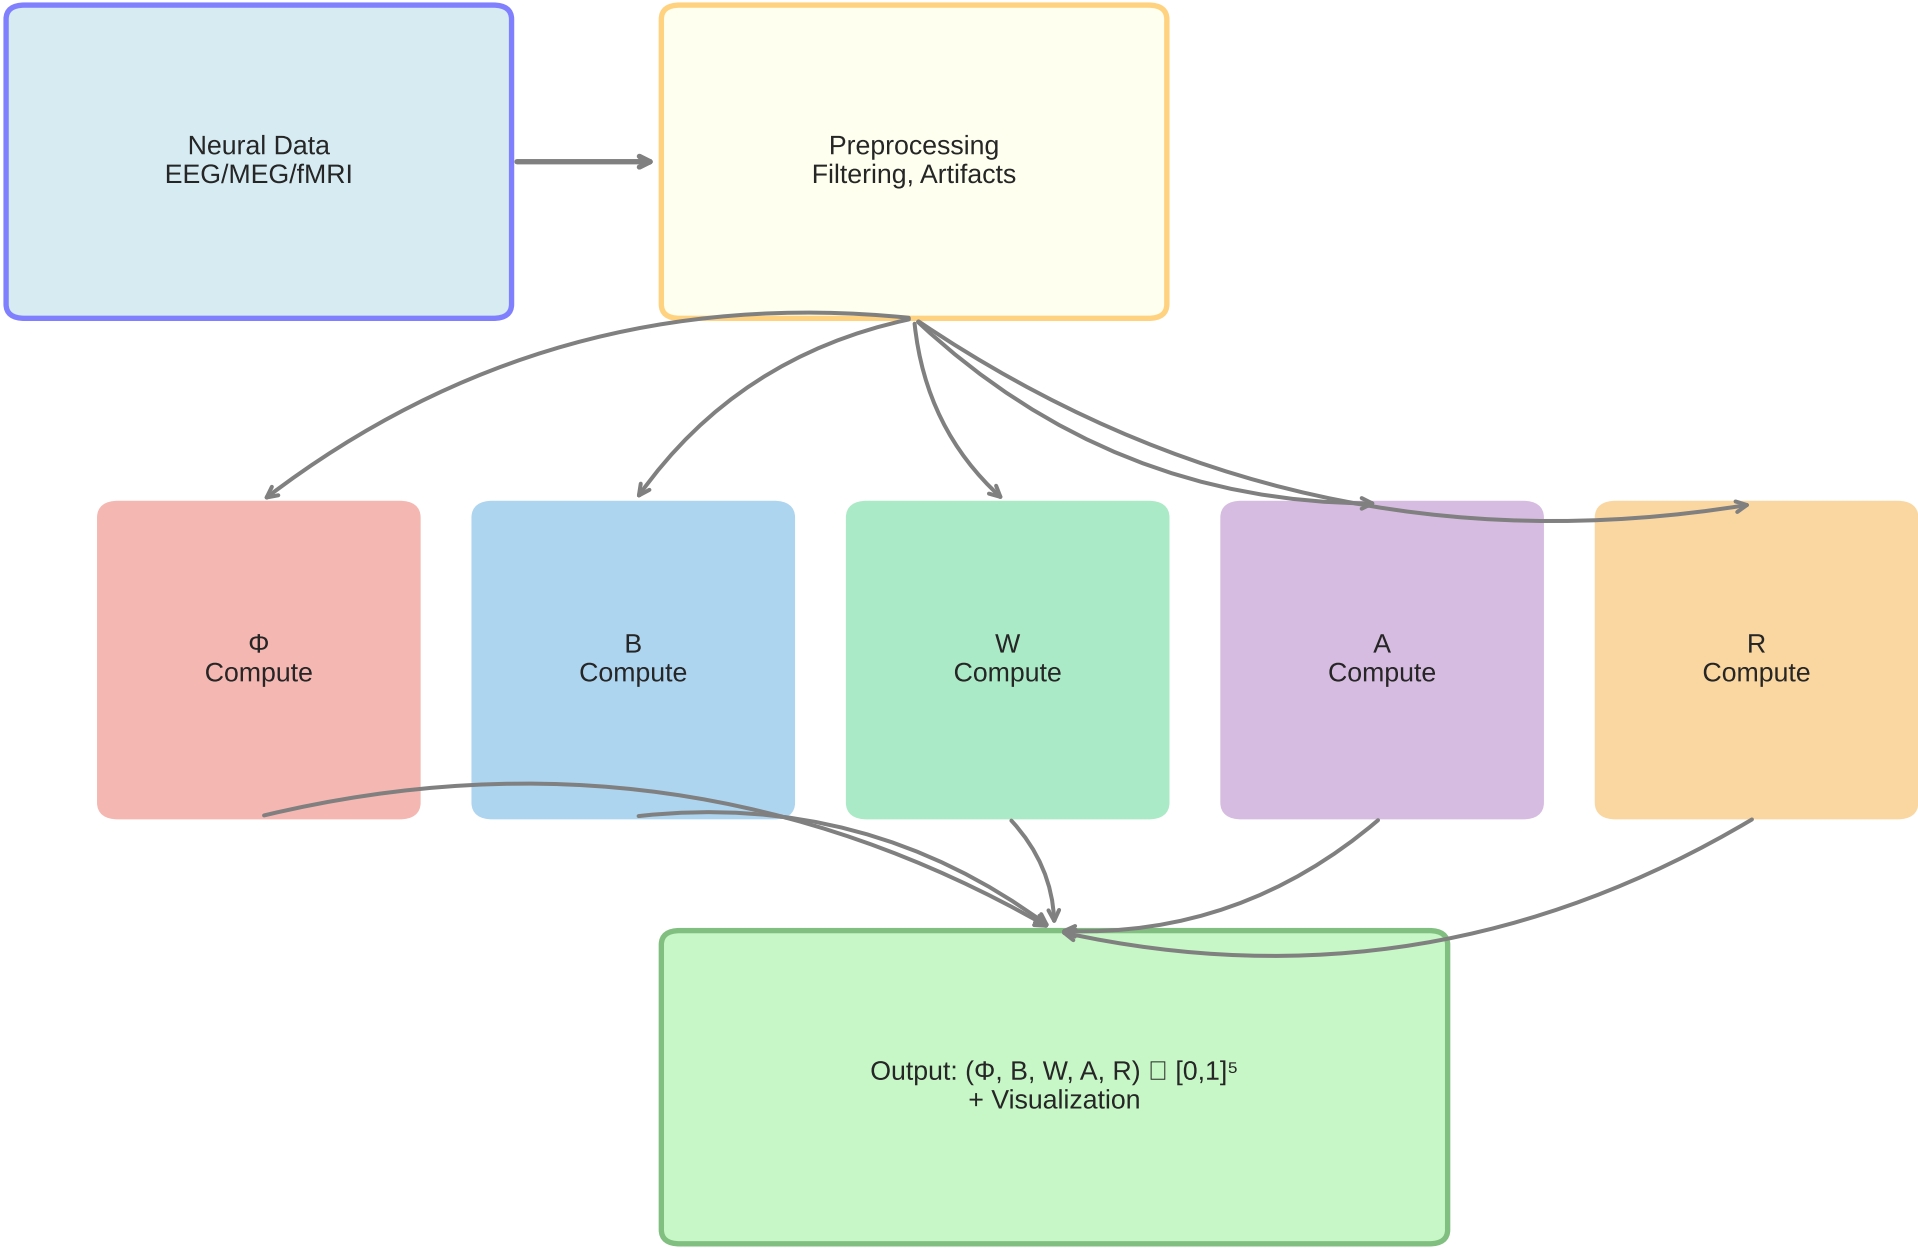 Neural Data
EEG/MEG/fMRI
Preprocessing
Filtering, Artifacts
Φ
Compute
B
Compute
W
Compute
A
Compute
R
Compute
Output: (Φ, B, W, A, R) □ [0,1]⁵
+ Visualization